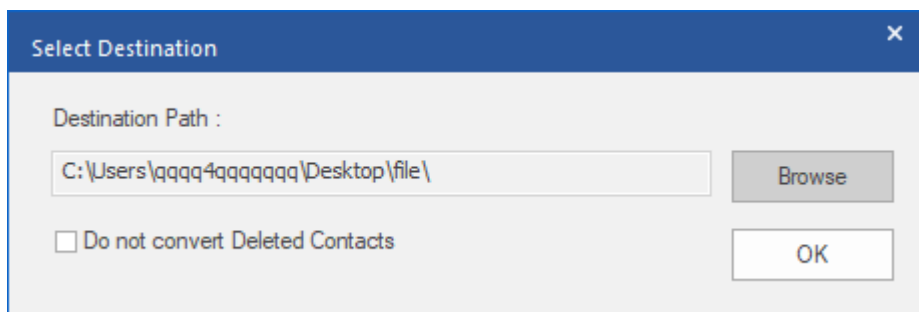 Select Destination
Destination Path :
C:\Users\qqqq4qqqqqqq\Desktop\file\
Browse
Do not convert Deleted Contacts
OK